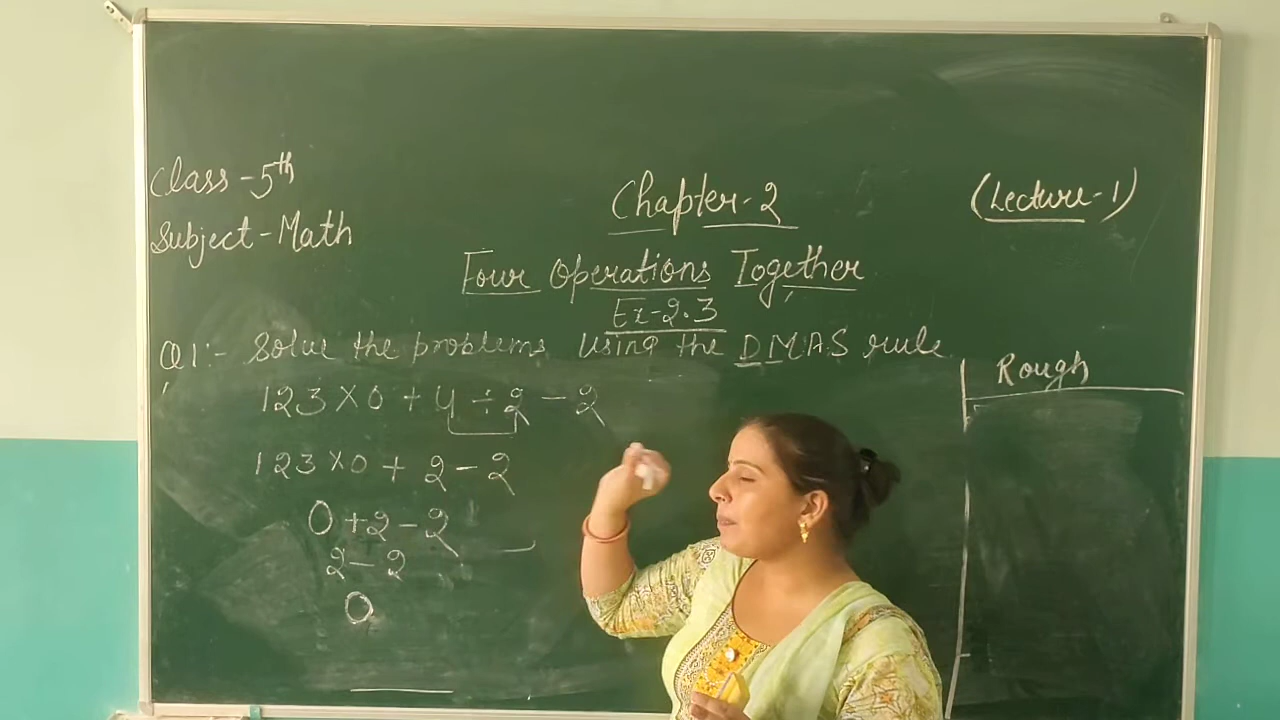 Class-5th
Subject-Math
Chapter-2
(Lecture-1)
Four Operations Together
Ex-2.3
Q1:- Solve the problems using the DMAS rule
Rough
123×0+4÷2-2
123×0+2-2
0+2-2
2-2
0